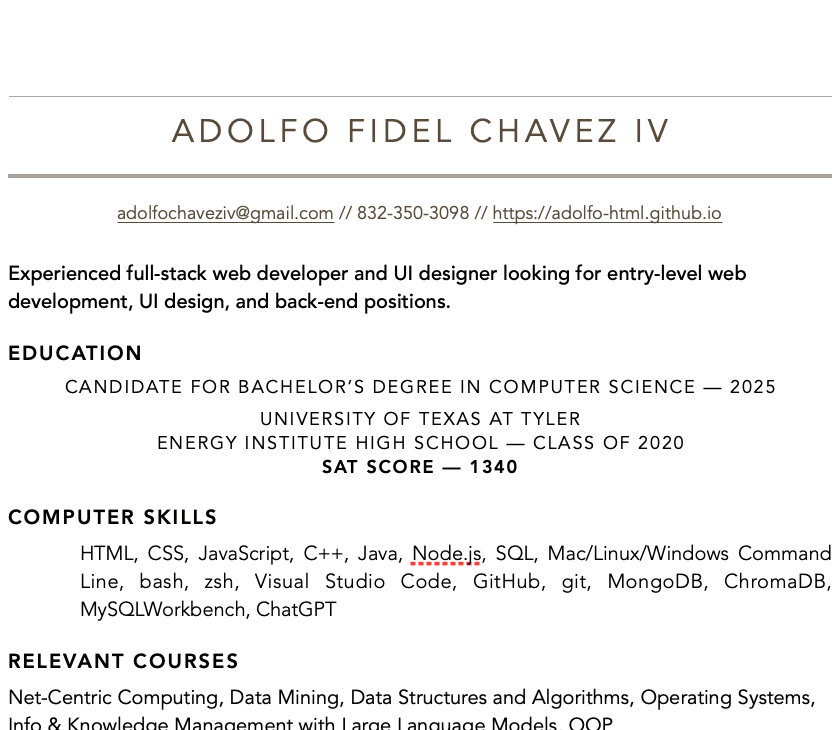 ADOLFO FIDEL CHAVEZ IV
adolfochaveziv@gmail.com // 832-350-3098 // https://adolfo-html.github.io
Experienced full-stack web developer and UI designer looking for entry-level web
development, UI design, and back-end positions.
EDUCATION
CANDIDATE FOR BACHELOR’S DEGREE IN COMPUTER SCIENCE — 2025
UNIVERSITY OF TEXAS AT TYLER
ENERGY INSTITUTE HIGH SCHOOL — CLASS OF 2020
SAT SCORE — 1340
COMPUTER SKILLS
HTML, CSS, JavaScript, C++, Java, Node.js, SQL, Mac/Linux/Windows Command
Line, bash, zsh, Visual Studio Code, GitHub, git, MongoDB, ChromaDB,
MySQLWorkbench, ChatGPT
RELEVANT COURSES
Net-Centric Computing, Data Mining, Data Structures and Algorithms, Operating Systems,
Info & Knowledge Management with Large Language Models, OOP